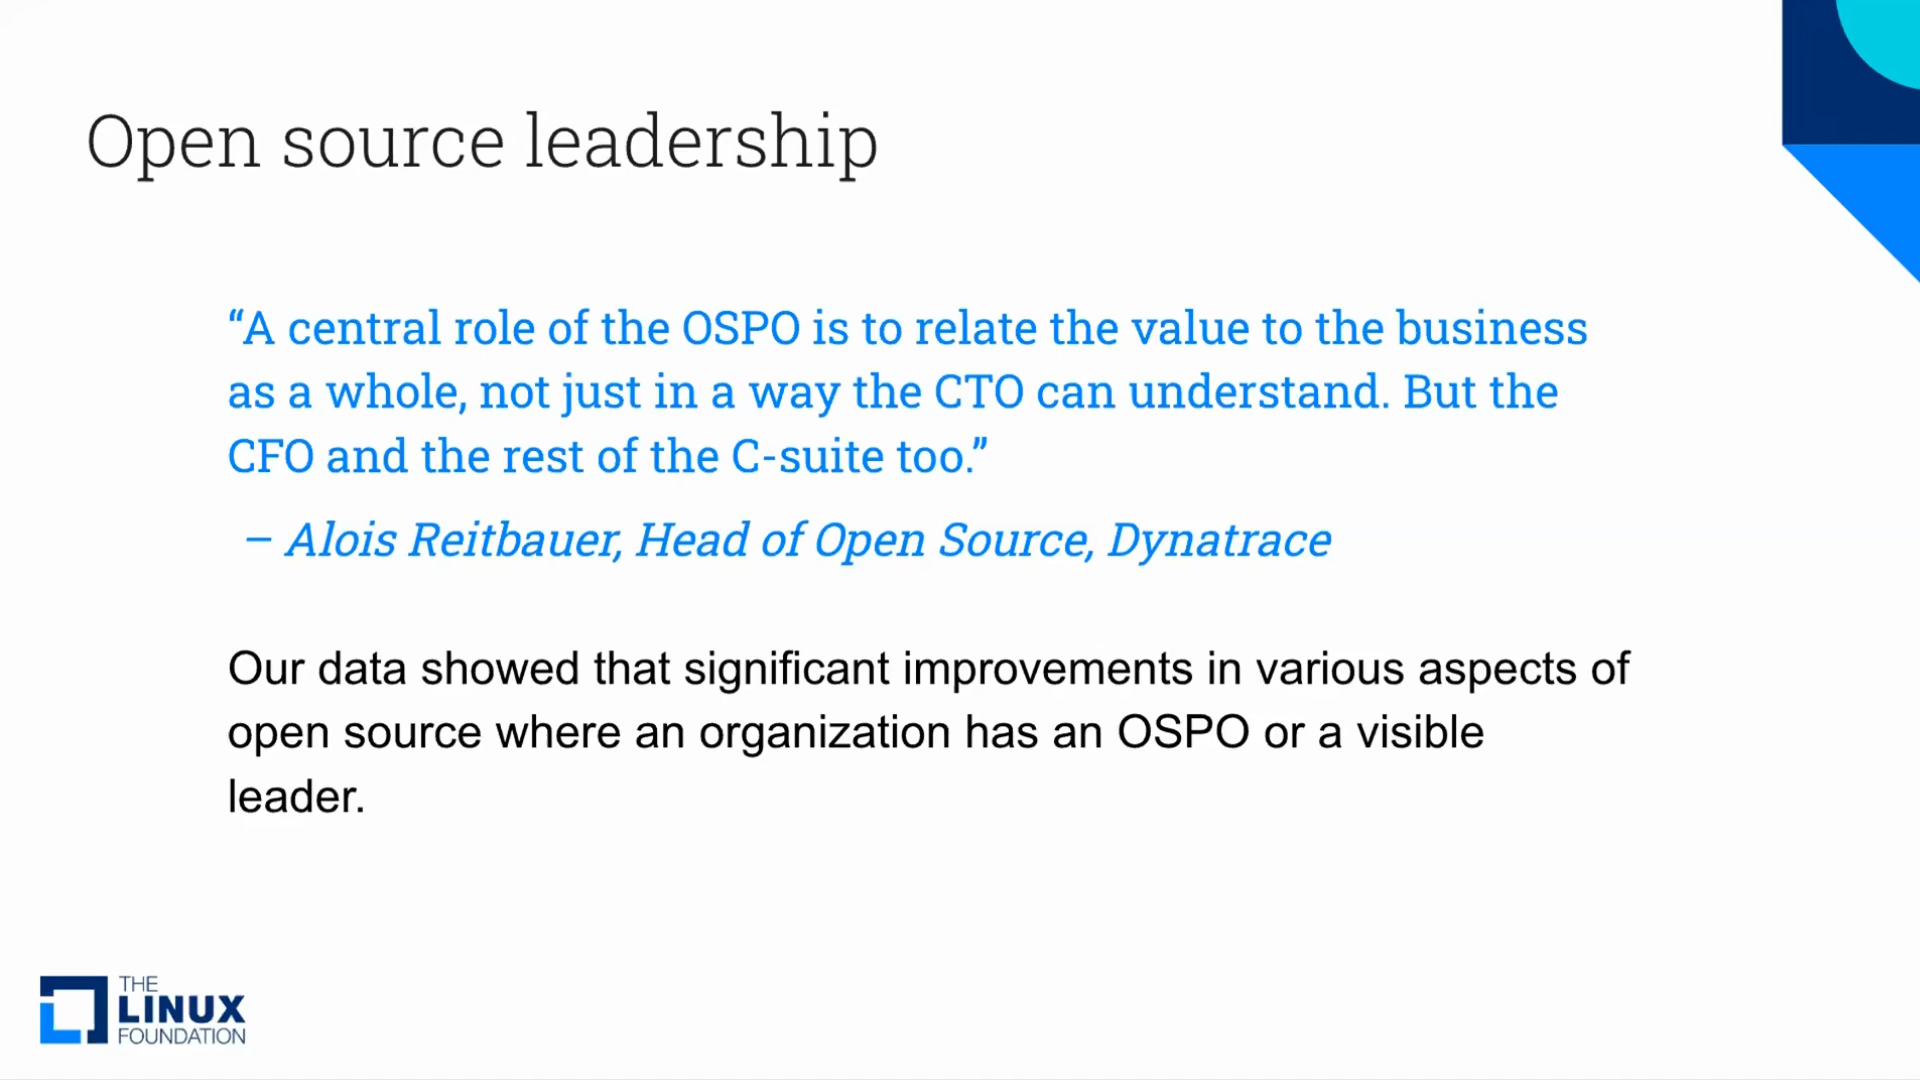 Open source leadership
“A central role of the OSPO is to relate the value to the business
as a whole, not just in a way the CTO can understand. But the
CFO and the rest of the C-suite too.”
– Alois Reitbauer, Head of Open Source, Dynatrace
Our data showed that significant improvements in various aspects of
open source where an organization has an OSPO or a visible
leader.
THE
LINUX
FOUNDATION